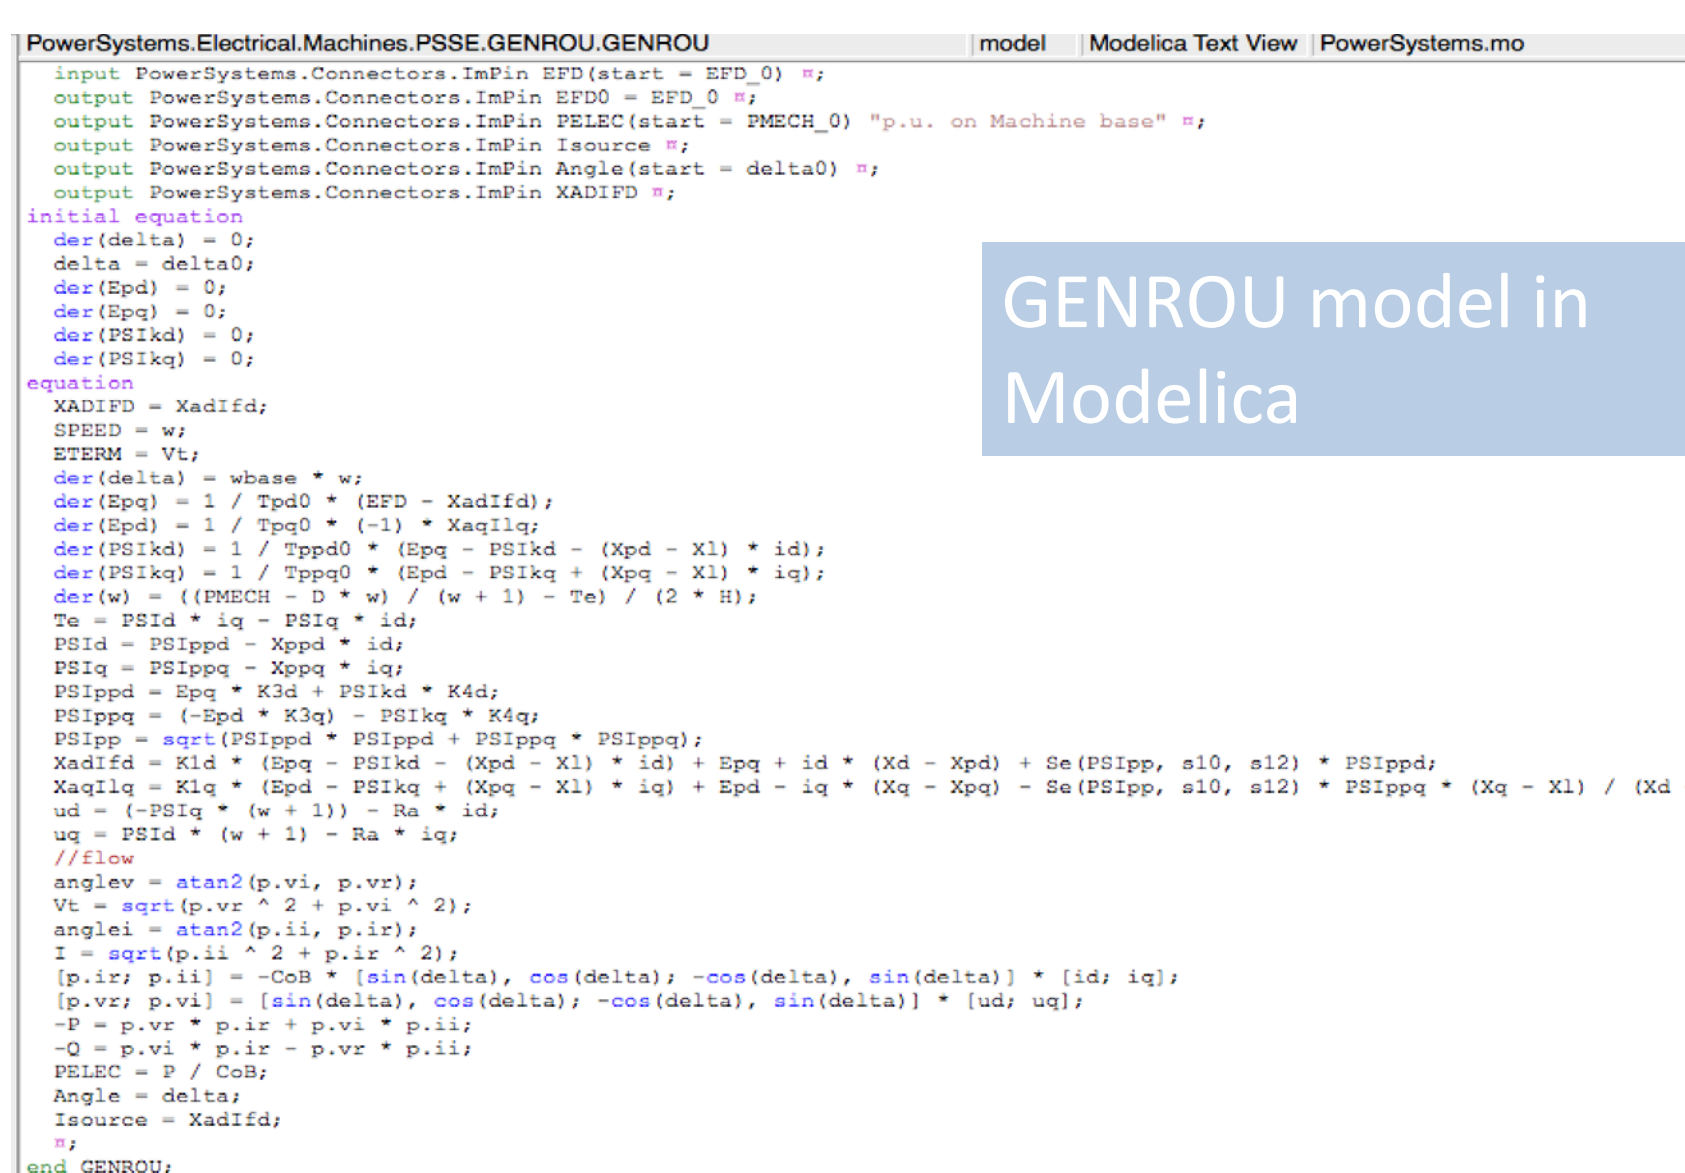 PowerSystems.Electrical.Machines.PSSE.GENROU.GENROU model Modelica Text View PowerSystems.mo
input PowerSystems.Connectors.ImPin EFD(start = EFD_0) ¤;
output PowerSystems.Connectors.ImPin EFD0 = EFD_0 ¤;
output PowerSystems.Connectors.ImPin PELEC(start = PMECH_0) "p.u. on Machine base" ¤;
output PowerSystems.Connectors.ImPin Isource ¤;
output PowerSystems.Connectors.ImPin Angle(start = delta0) ¤;
output PowerSystems.Connectors.ImPin XADIFD ¤;
initial equation
der(delta) = 0;
delta = delta0;
der(Epd) = 0;
der(Epq) = 0;
der(PSIkd) = 0;
der(PSIkq) = 0;
equation
XADIFD = XadIfd;
SPEED = w;
ETERM = Vt;
der(delta) = wbase * w;
der(Epq) = 1 / Tpd0 * (EFD - XadIfd);
der(Epd) = 1 / Tpq0 * (-1) * XaqIlq;
der(PSIkd) = 1 / Tppd0 * (Epq - PSIkd - (Xpd - Xl) * id);
der(PSIkq) = 1 / Tppq0 * (Epd - PSIkq + (Xpq - Xl) * iq);
der(w) = ((PMECH - D * w) / (w + 1) - Te) / (2 * H);
Te = PSId * iq - PSIq * id;
PSId = PSIppd - Xppd * id;
PSIq = PSIppq - Xppq * iq;
PSIppd = Epq * K3d + PSIkd * K4d;
PSIppq = (-Epd * K3q) - PSIkq * K4q;
PSIpp = sqrt(PSIppd * PSIppd + PSIppq * PSIppq);
XadIfd = K1d * (Epq - PSIkd - (Xpd - Xl) * id) + Epq + id * (Xd - Xpd) + Se(PSIpp, s10, s12) * PSIppd;
XaqIlq = K1q * (Epd - PSIkq + (Xpq - Xl) * iq) + Epd - iq * (Xq - Xpq) - Se(PSIpp, s10, s12) * PSIppq * (Xq - Xl) / (Xd
ud = (-PSIq * (w + 1)) - Ra * id;
uq = PSId * (w + 1) - Ra * iq;
//flow
anglev = atan2(p.vi, p.vr);
Vt = sqrt(p.vr ^ 2 + p.vi ^ 2);
anglei = atan2(p.ii, p.ir);
I = sqrt(p.ii ^ 2 + p.ir ^ 2);
[p.ir; p.ii] = -CoB * [sin(delta), cos(delta); -cos(delta), sin(delta)] * [id; iq];
[p.vr; p.vi] = [sin(delta), cos(delta); -cos(delta), sin(delta)] * [ud; uq];
-P = p.vr * p.ir + p.vi * p.ii;
-Q = p.vi * p.ir - p.vr * p.ii;
PELEC = P / CoB;
Angle = delta;
Isource = XadIfd;
¤;
end GENROU;
GENROU model in
Modelica